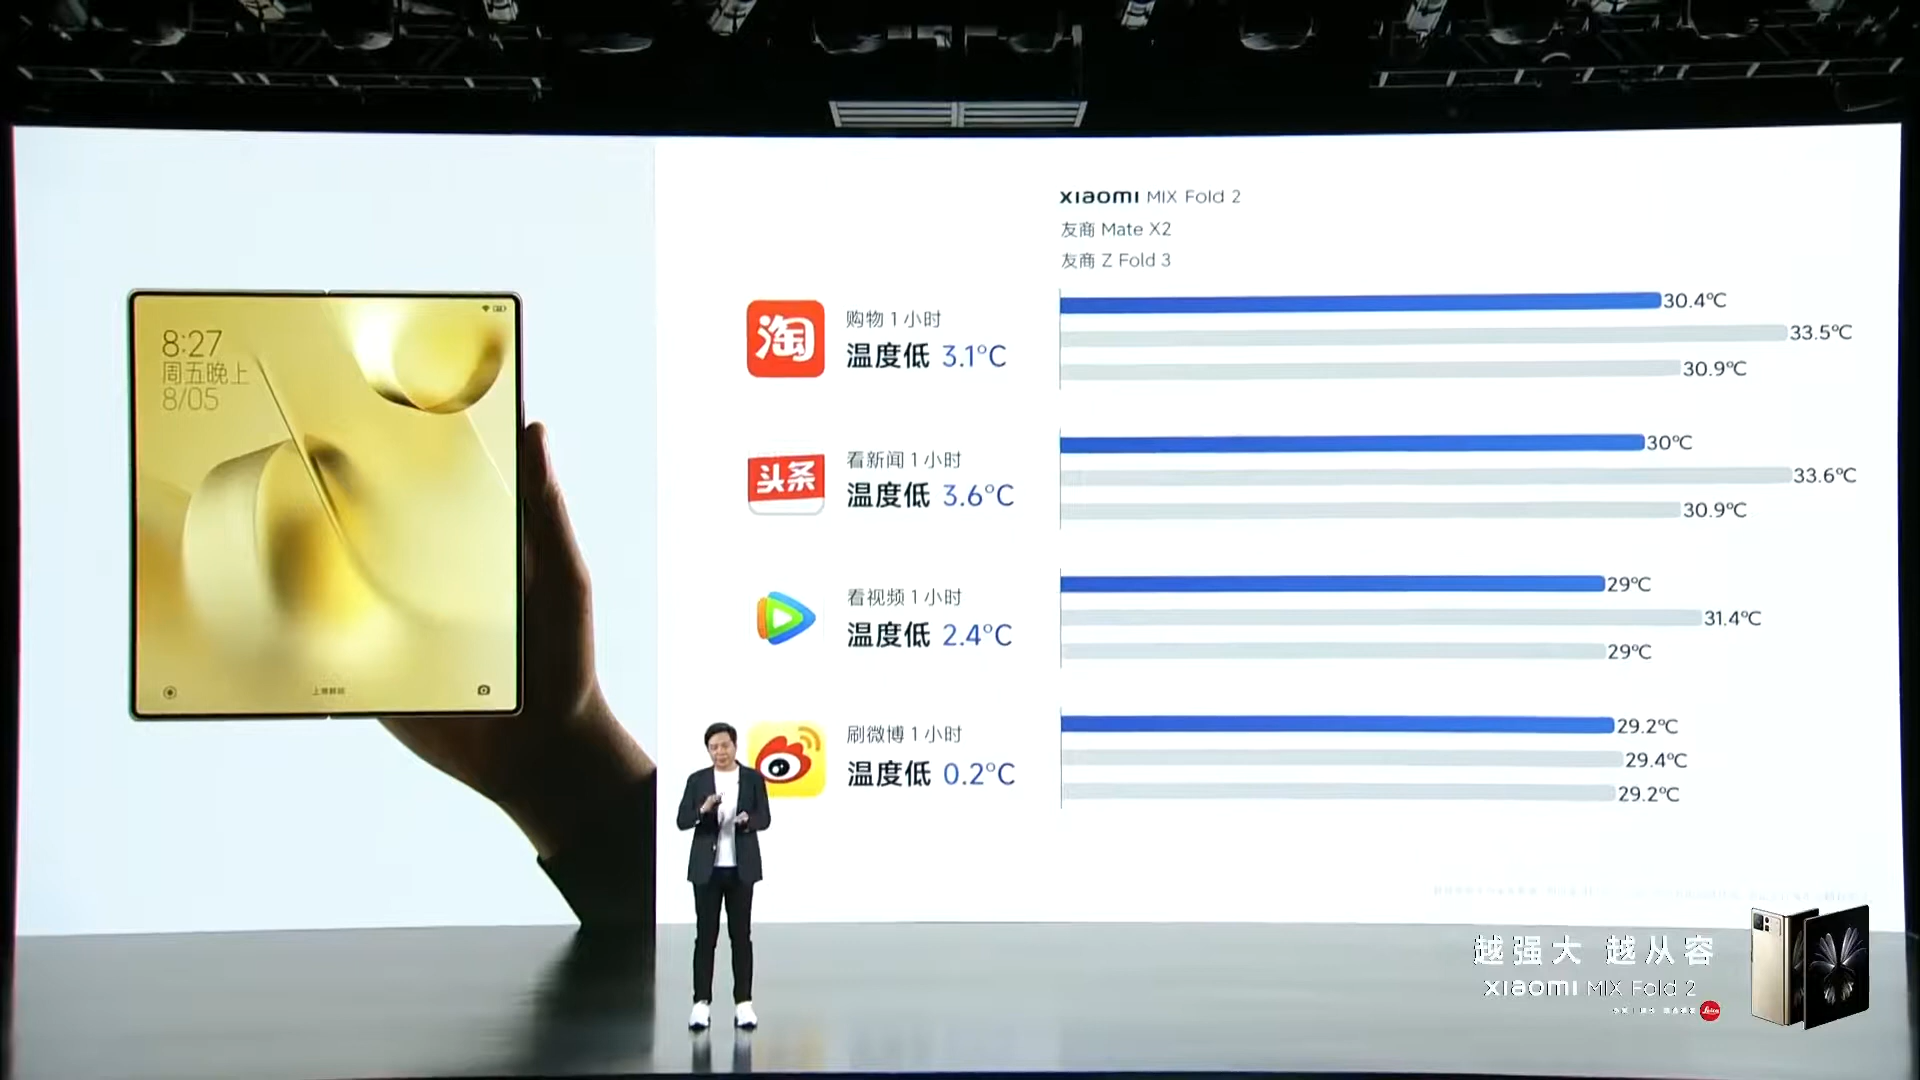 xiaomi MIX Fold 2
友商 Mate X2
友商 Z Fold 3
8:27
周五晚上
8/05
淘
购物 1 小时
温度低 3.1°C
30.4°C
33.5°C
30.9°C
头条
看新闻 1 小时
温度低 3.6°C
30°C
33.6°C
30.9°C
看视频 1 小时
温度低 2.4°C
29°C
31.4°C
29°C
刷微博 1 小时
温度低 0.2°C
29.2°C
29.4°C
29.2°C
越强大 越从容
xiaomi MIX Fold 2
Leica